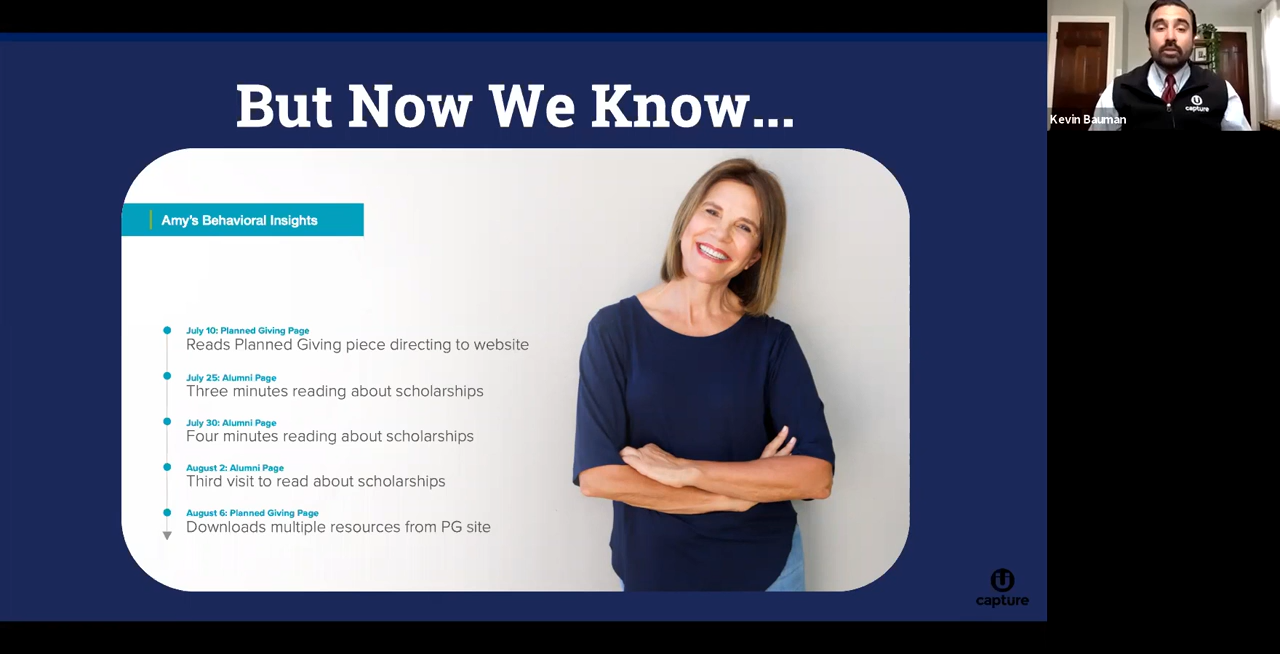 But Now We Know...
Amy's Behavioral Insights
July 10: Planned Giving Page
Reads Planned Giving piece directing to website
July 25: Alumni Page
Three minutes reading about scholarships
July 30: Alumni Page
Four minutes reading about scholarships
August 2: Alumni Page
Third visit to read about scholarships
August 6: Planned Giving Page
Downloads multiple resources from PG site
capture
capture
Kevin Bauman